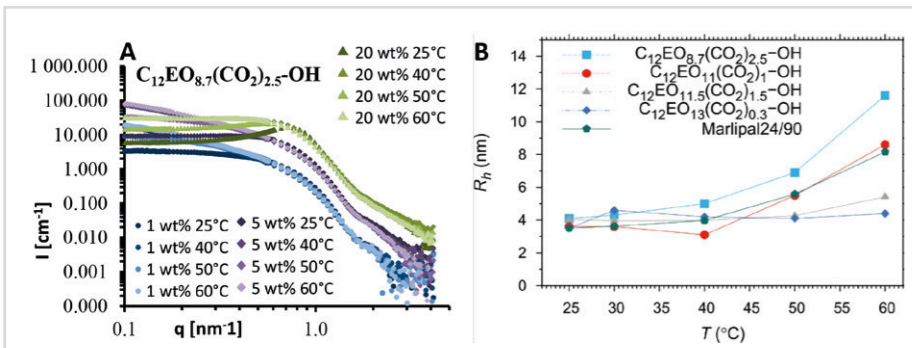 A
C₁₂EO₈.₇(CO₂)₂.₅-OH
20 wt% 25°C
20 wt% 40°C
20 wt% 50°C
20 wt% 60°C
1 000.000
100.000
10.000
1.000
0.100
0.010
0.001
0.000
I [cm⁻¹]
1 wt% 25°C
1 wt% 40°C
1 wt% 50°C
1 wt% 60°C
5 wt% 25°C
5 wt% 40°C
5 wt% 50°C
5 wt% 60°C
0.1 1.0
q [nm⁻¹]
B
C₁₂EO₈.₇(CO₂)₂.₅-OH
C₁₂EO₁₁(CO₂)₁-OH
C₁₂EO₁₁.₅(CO₂)₁.₅-OH
C₁₂EO₁₃(CO₂)₀.₃-OH
Marlipal24/90
14
12
10
8
6
4
2
0
Rₕ (nm)
25 30 35 40 45 50 55 60
T (°C)